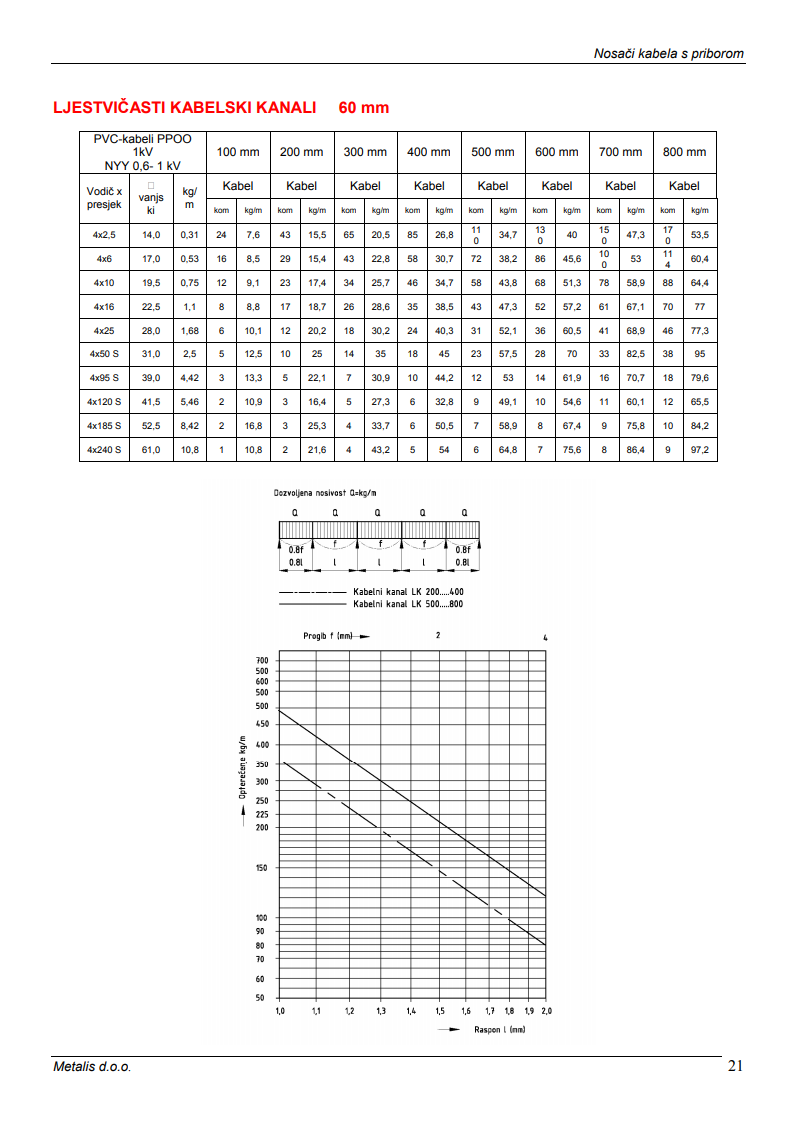 Nosači kabela s priborom
LJESTVIČASTI KABELSKI KANALI 60 mm
PVC-kabeli PPOO 1kV NYY 0,6- 1 kV 100 mm 200 mm 300 mm 400 mm 500 mm 600 mm 700 mm 800 mm
Vodič x presjek vanjski kg/m Kabel Kabel Kabel Kabel Kabel Kabel Kabel Kabel
kom kg/m kom kg/m kom kg/m kom kg/m kom kg/m kom kg/m kom kg/m kom kg/m
4x2,5 14,0 0,31 24 7,6 43 15,5 65 20,5 85 26,8 110 34,7 130 40 150 47,3 170 53,5
4x6 17,0 0,53 16 8,5 29 15,4 43 22,8 58 30,7 72 38,2 86 45,6 100 53 114 60,4
4x10 19,5 0,75 12 9,1 23 17,4 34 25,7 46 34,7 58 43,8 68 51,3 78 58,9 88 64,4
4x16 22,5 1,1 8 8,8 17 18,7 26 28,6 35 38,5 43 47,3 52 57,2 61 67,1 70 77
4x25 28,0 1,68 6 10,1 12 20,2 18 30,2 24 40,3 31 52,1 36 60,5 41 68,9 46 77,3
4x50 S 31,0 2,5 5 12,5 10 25 14 35 18 45 23 57,5 28 70 33 82,5 38 95
4x95 S 39,0 4,42 3 13,3 5 22,1 7 30,9 10 44,2 12 53 14 61,9 16 70,7 18 79,6
4x120 S 41,5 5,46 2 10,9 3 16,4 5 27,3 6 32,8 9 49,1 10 54,6 11 60,1 12 65,5
4x185 S 52,5 8,42 2 16,8 3 25,3 4 33,7 6 50,5 7 58,9 8 67,4 9 75,8 10 84,2
4x240 S 61,0 10,8 1 10,8 2 21,6 4 43,2 5 54 6 64,8 7 75,6 8 86,4 9 97,2
Dozvoljena nosivost Q=kg/m
Q Q Q Q Q
0.8f f f f 0.8f
0.8l l l l 0.8l
Kabelni kanal LK 200.....400
Kabelni kanal LK 500.....800
Progib f (mm) 2 4
700
500
600
500
500
450
400
350
300
250
225
200
150
100
90
80
70
60
50
Opterećenje kg/m
1,0 1,1 1,2 1,3 1,4 1,5 1,6 1,7 1,8 1,9 2,0
Raspon l (mm)
Metalis d.o.o. 21